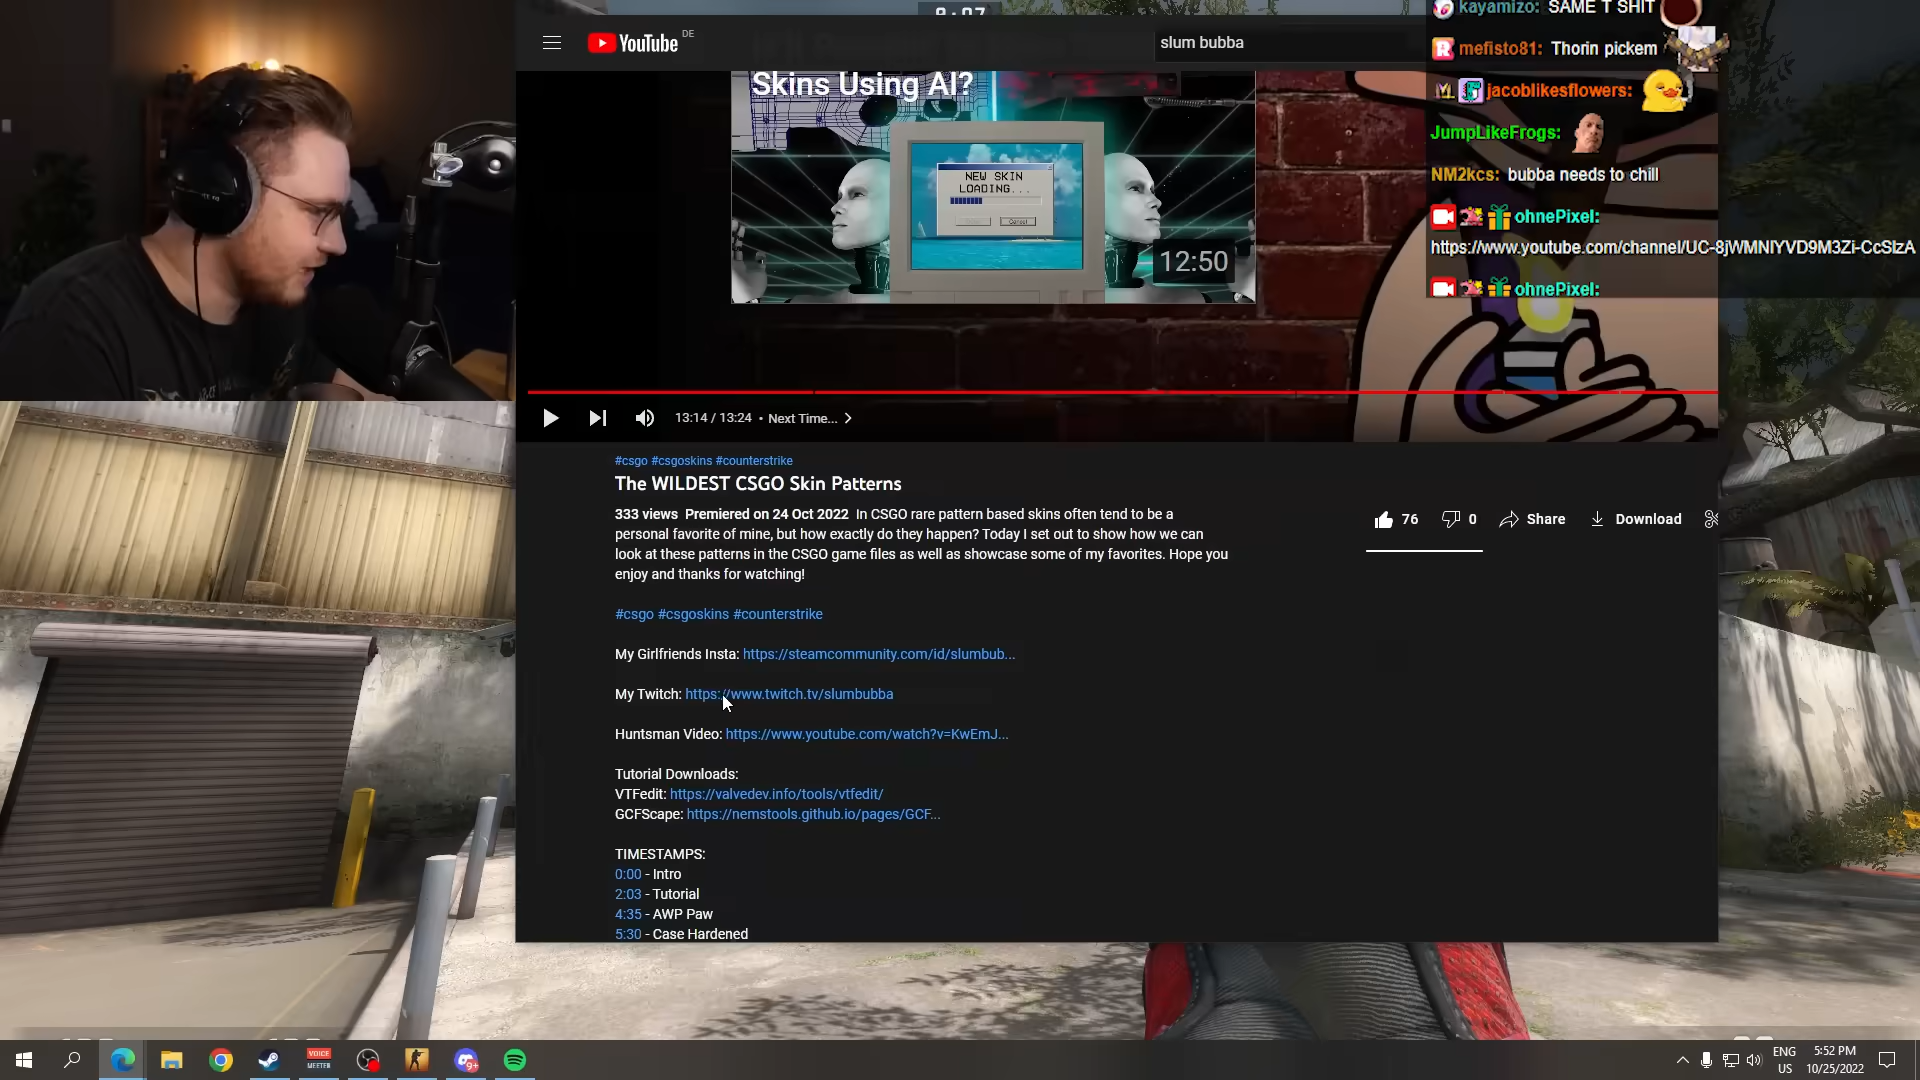 YouTube DE
slum bubba
Skins Using AI?
NEW SKIN
LOADING...
Cancel
12:50
13:14 / 13:24 • Next Time...
#csgo #csgoskins #counterstrike
The WILDEST CSGO Skin Patterns
333 views Premiered on 24 Oct 2022 In CSGO rare pattern based skins often tend to be a
personal favorite of mine, but how exactly do they happen? Today I set out to show how we can
look at these patterns in the CSGO game files as well as showcase some of my favorites. Hope you
enjoy and thanks for watching!
76
0
Share
Download
#csgo #csgoskins #counterstrike
My Girlfriends Insta: https://steamcommunity.com/id/slumbub...
My Twitch: https://www.twitch.tv/slumbubba
Huntsman Video: https://www.youtube.com/watch?v=KwEmJ...
Tutorial Downloads:
VTFedit: https://valvedev.info/tools/vtfedit/
GCFScape: https://nemstools.github.io/pages/GCF...
TIMESTAMPS:
0:00 - Intro
2:03 - Tutorial
4:35 - AWP Paw
5:30 - Case Hardened
kayamizo: SAME T SHIT
mefisto81: Thorin pickem
jacoblikesflowers:
JumpLikeFrogs:
NM2kcs: bubba needs to chill
ohnePixel:
https://www.youtube.com/channel/UC-8jWMNIYVD9M3Zi-CcSlzA
ohnePixel:
VOICE
MEETER
9+
ENG
US
5:52 PM
10/25/2022